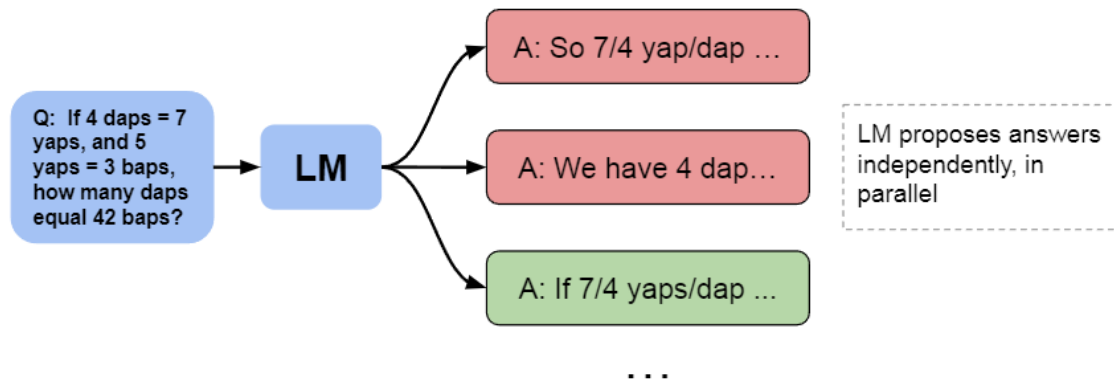 A: So 7/4 yap/dap …
Q: If 4 daps = 7
yaps, and 5
yaps = 3 baps,
how many daps
equal 42 baps?
LM
A: We have 4 dap…
LM proposes answers
independently, in
parallel
A: If 7/4 yaps/dap ...
...